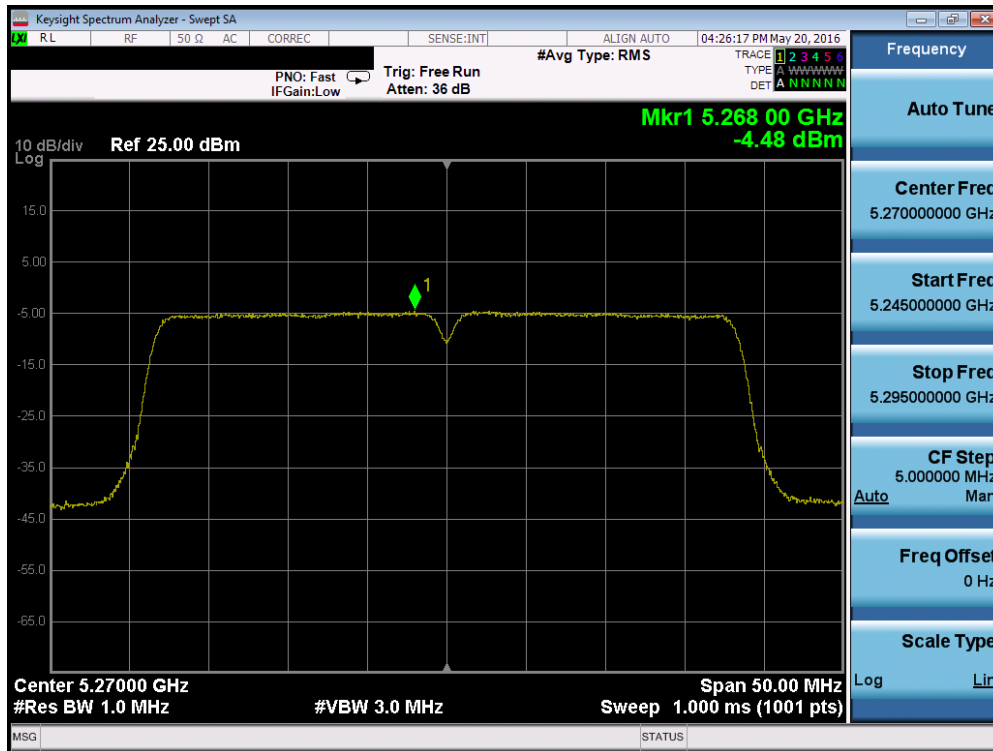 Keysight Spectrum Analyzer - Swept SA
LXI RL RF 50 Ω AC CORREC SENSE:INT ALIGN AUTO 04:26:17 PM May 20, 2016
#Avg Type: RMS TRACE 1 2 3 4 5 6
PNO: Fast Trig: Free Run TYPE A WWWWWW
IFGain:Low Atten: 36 dB DET A N N N N N
Mkr1 5.268 00 GHz
-4.48 dBm
10 dB/div Ref 25.00 dBm
Log
15.0
5.00
1
-5.00
-15.0
-25.0
-35.0
-45.0
-55.0
-65.0
Center 5.27000 GHz Span 50.00 MHz
#Res BW 1.0 MHz #VBW 3.0 MHz Sweep 1.000 ms (1001 pts)
MSG STATUS
Frequency
Auto Tune
Center Freq
5.270000000 GHz
Start Freq
5.245000000 GHz
Stop Freq
5.295000000 GHz
CF Step
5.000000 MHz
Auto Man
Freq Offset
0 Hz
Scale Type
Log Lin